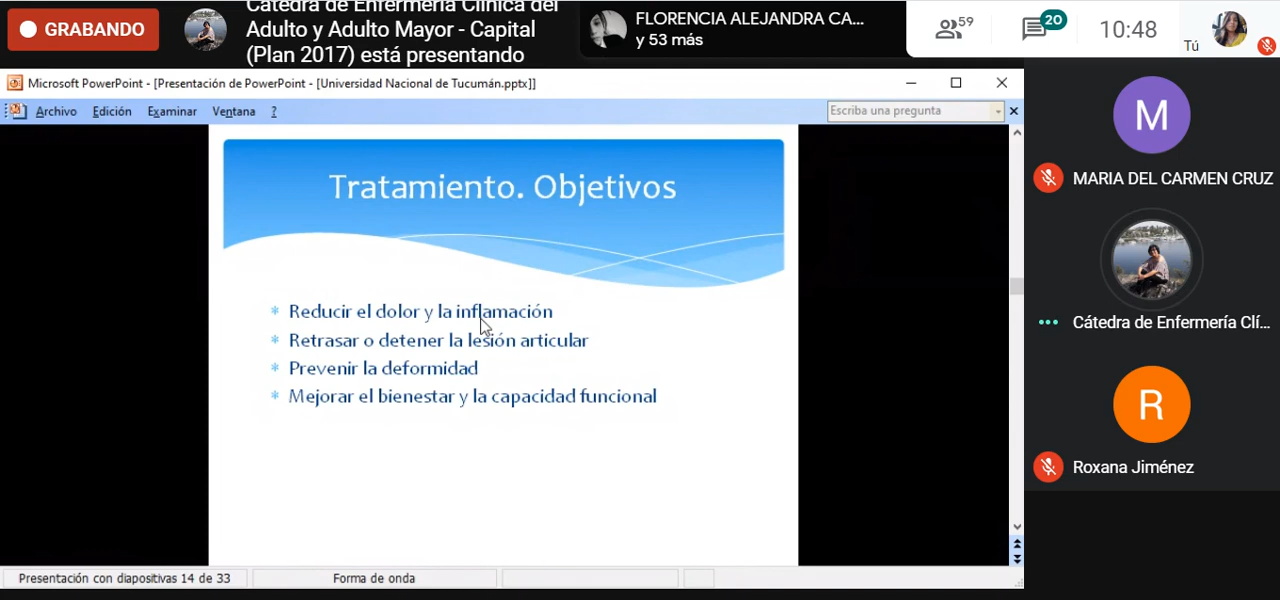 GRABANDO
Cátedra de Enfermería Clínica del
Adulto y Adulto Mayor - Capital
(Plan 2017) está presentando
FLORENCIA ALEJANDRA CA...
y 53 más
59
20
10:48
Tú
Microsoft PowerPoint - [Presentación de PowerPoint - [Universidad Nacional de Tucumán.pptx]]
Archivo Edición Examinar Ventana ?
Escriba una pregunta
Tratamiento. Objetivos
* Reducir el dolor y la inflamación
* Retrasar o detener la lesión articular
* Prevenir la deformidad
* Mejorar el bienestar y la capacidad funcional
M
MARIA DEL CARMEN CRUZ
Cátedra de Enfermería Clí...
R
Roxana Jiménez
Presentación con diapositivas 14 de 33
Forma de onda